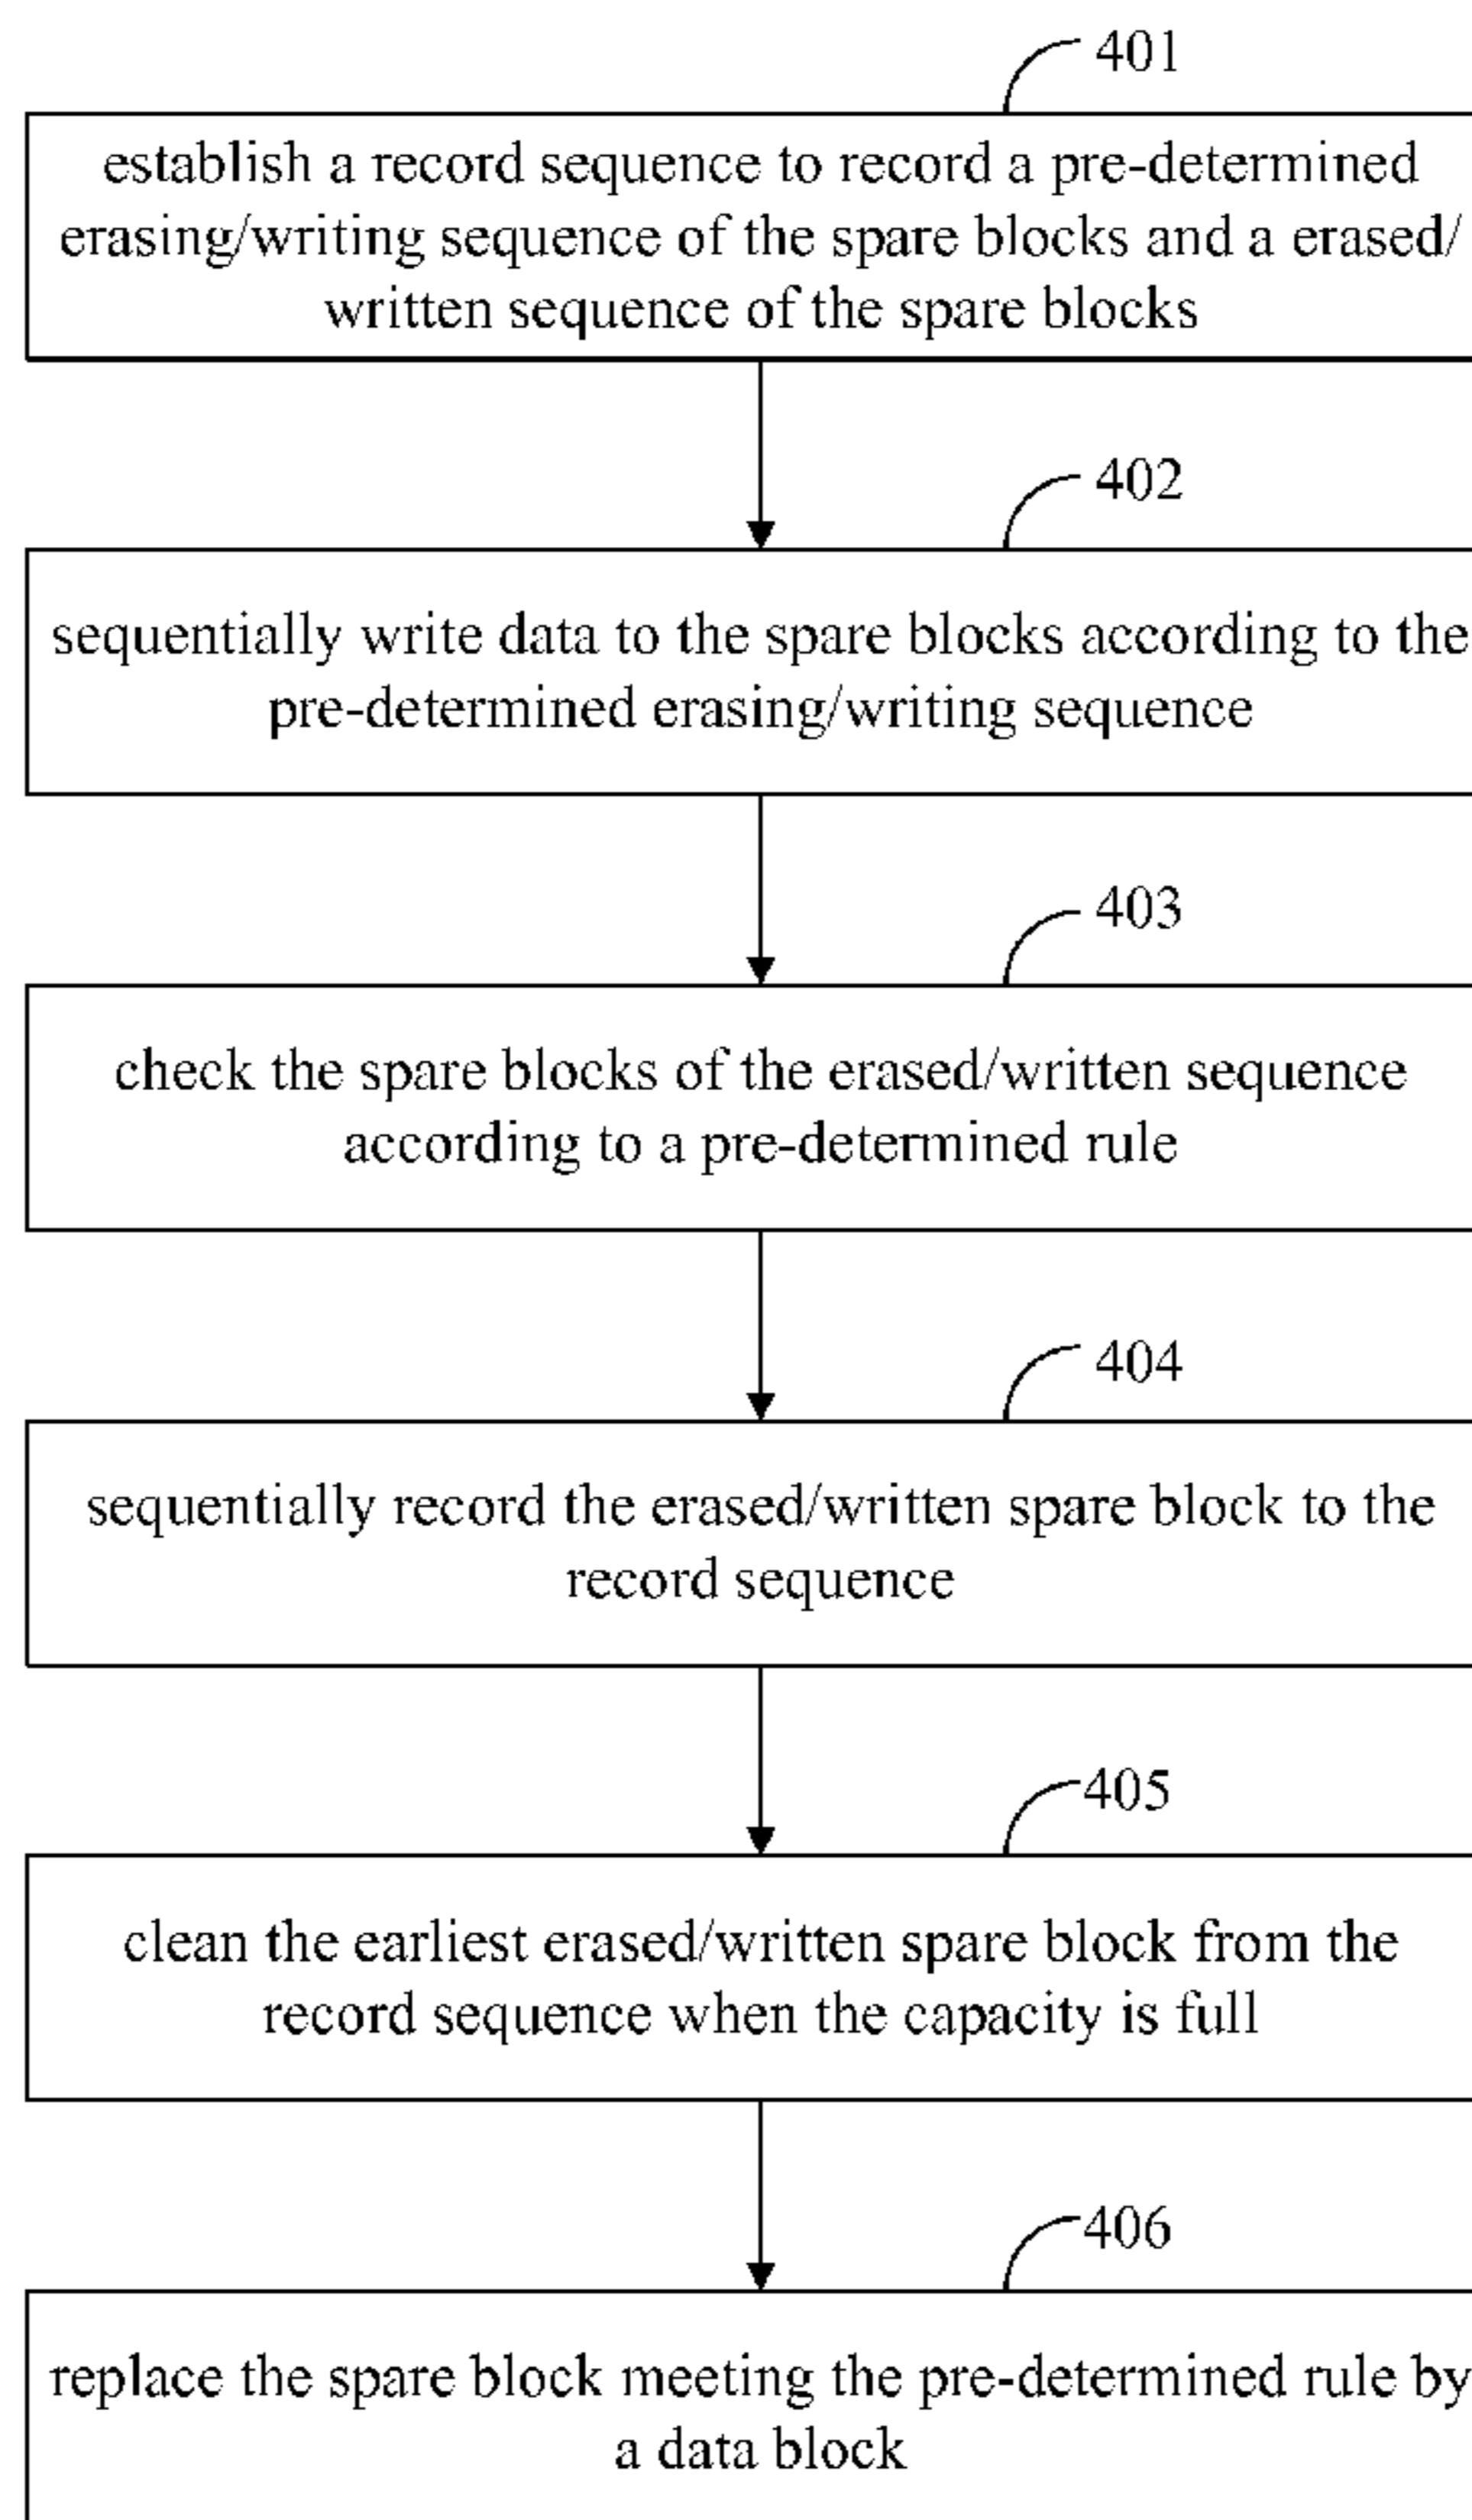 401
establish a record sequence to record a pre-determined
erasing/writing sequence of the spare blocks and a erased/
written sequence of the spare blocks
402
sequentially write data to the spare blocks according to the
pre-determined erasing/writing sequence
403
check the spare blocks of the erased/written sequence
according to a pre-determined rule
404
sequentially record the erased/written spare block to the
record sequence
405
clean the earliest erased/written spare block from the
record sequence when the capacity is full
406
replace the spare block meeting the pre-determined rule by
a data block